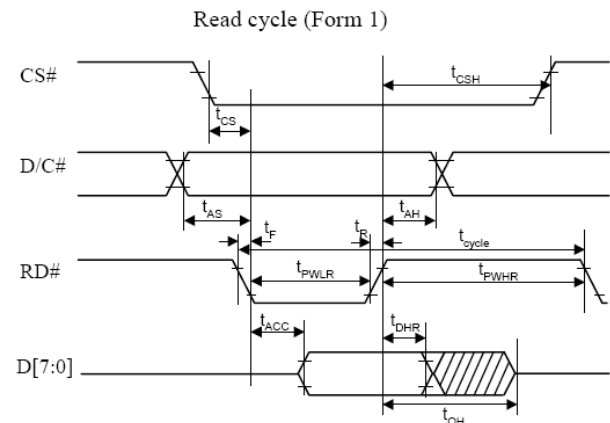 Read cycle (Form 1)
CS#
tCSH
tCS
D/C#
tAS
tF
tR
tAH
tcycle
RD#
tPWLR
tPWHR
tACC
tDHR
D[7:0]
tOH